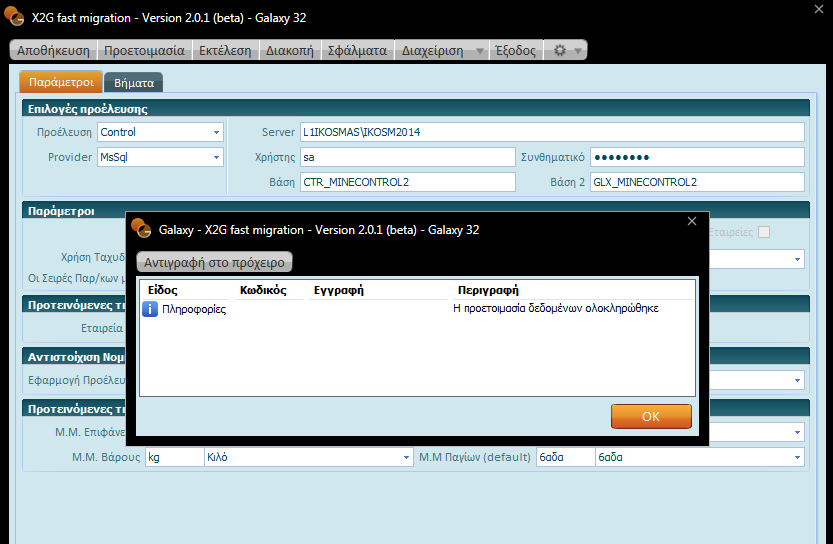 X2G fast migration - Version 2.0.1 (beta) - Galaxy 32
Αποθήκευση Προετοιμασία Εκτέλεση Διακοπή Σφάλματα Διαχείριση Έξοδος
Παράμετροι Βήματα
Επιλογές προέλευσης
Προέλευση Control Server L1IKOSMAS\IKOSM2014
Provider MsSql Χρήστης sa Συνθηματικό ●●●●●●●●
Βάση CTR_MINECONTROL2 Βάση 2 GLX_MINECONTROL2
Παράμετροι
Εταιρείες
Χρήση Ταχυδ
Οι Σειρές Παρ/κων μ
Προτεινόμενες τι
Εταιρεία
Αντιστοίχιση Νομ
Εφαρμογή Προέλευ
Προτεινόμενες τι
Μ.Μ. Επιφάνε
Μ.Μ. Βάρους kg Κιλό Μ.Μ Παγίων (default) 6αδα 6αδα
Galaxy - X2G fast migration - Version 2.0.1 (beta) - Galaxy 32
Αντιγραφή στο πρόχειρο
Είδος Κωδικός Εγγραφή Περιγραφή
Πληροφορίες Η προετοιμασία δεδομένων ολοκληρώθηκε
OK